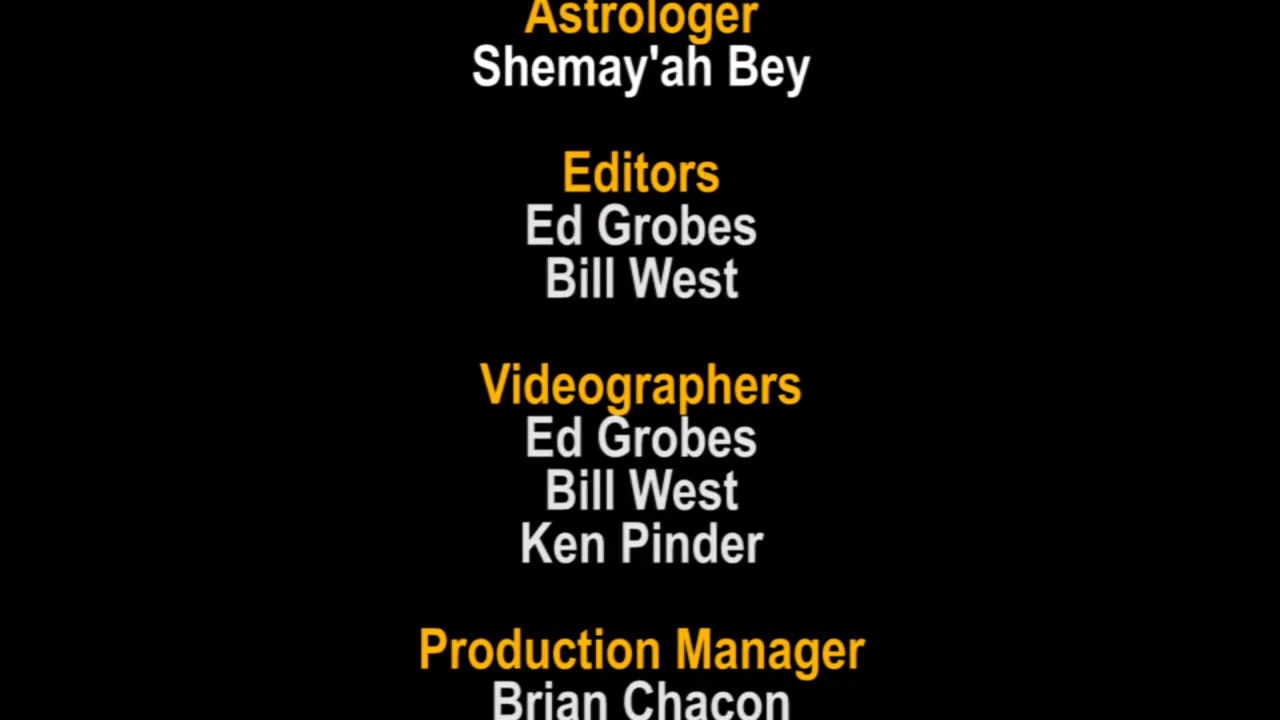 Astrologer
Shemay'ah Bey
Editors
Ed Grobes
Bill West
Videographers
Ed Grobes
Bill West
Ken Pinder
Production Manager
Brian Chacon